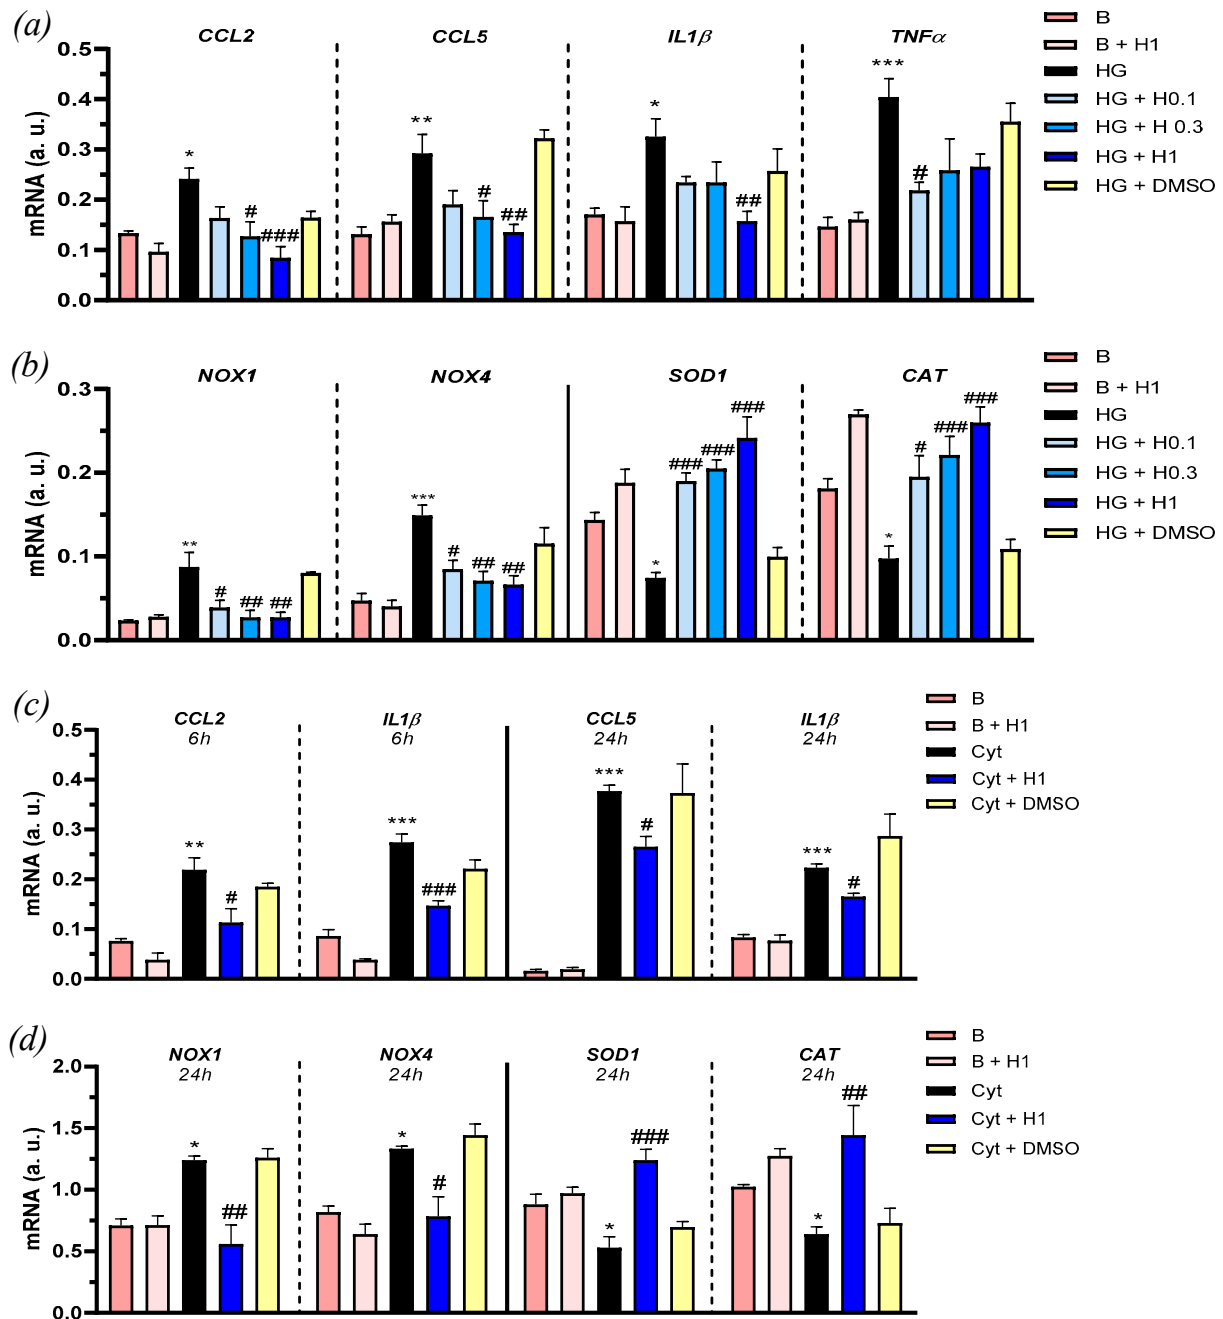 (a)
CCL2 CCL5 IL1β TNFα
mRNA (a. u.)
0.5
0.4
0.3
0.2
0.1
0.0
* # ###
** # ##
* ##
*** #
B
B + H1
HG
HG + H0.1
HG + H 0.3
HG + H1
HG + DMSO
(b)
NOX1 NOX4 SOD1 CAT
mRNA (a. u.)
0.3
0.2
0.1
0.0
** # ## ##
*** # ## ##
* ### ### ###
* # ### ###
B
B + H1
HG
HG + H0.1
HG + H0.3
HG + H1
HG + DMSO
(c)
CCL2 IL1β CCL5 IL1β
6h 6h 24h 24h
mRNA (a. u.)
0.5
0.4
0.3
0.2
0.1
0.0
** #
*** ###
*** #
*** #
B
B + H1
Cyt
Cyt + H1
Cyt + DMSO
(d)
NOX1 NOX4 SOD1 CAT
24h 24h 24h 24h
mRNA (a. u.)
2.0
1.5
1.0
0.5
0.0
* ##
* #
* ###
* ##
B
B + H1
Cyt
Cyt + H1
Cyt + DMSO